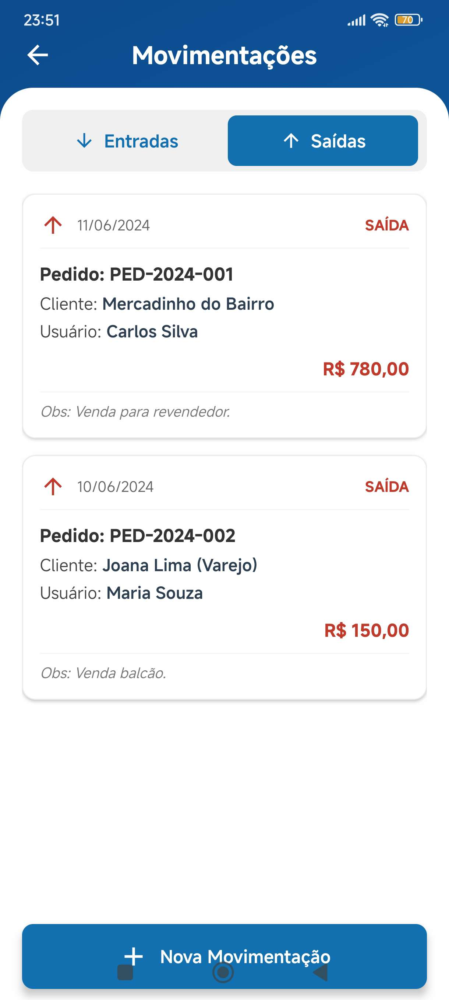 23:51
70
Movimentações
Entradas
Saídas
11/06/2024
SAÍDA
Pedido: PED-2024-001
Cliente: Mercadinho do Bairro
Usuário: Carlos Silva
R$ 780,00
Obs: Venda para revendedor.
10/06/2024
SAÍDA
Pedido: PED-2024-002
Cliente: Joana Lima (Varejo)
Usuário: Maria Souza
R$ 150,00
Obs: Venda balcão.
Nova Movimentação